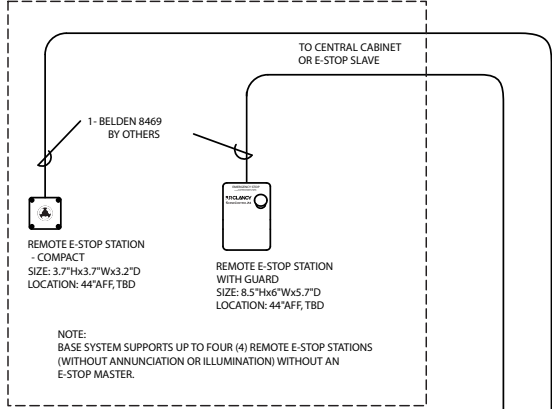 TO CENTRAL CABINET
OR E-STOP SLAVE
1- BELDEN 8469
BY OTHERS
EMERGENCY STOP
REMOTE E-STOP STATION
- COMPACT
SIZE: 3.7"Hx3.7"Wx3.2"D
LOCATION: 44"AFF, TBD
REMOTE E-STOP STATION
WITH GUARD
SIZE: 8.5"Hx6"Wx5.7"D
LOCATION: 44"AFF, TBD
NOTE:
BASE SYSTEM SUPPORTS UP TO FOUR (4) REMOTE E-STOP STATIONS
(WITHOUT ANNUNCIATION OR ILLUMINATION) WITHOUT AN
E-STOP MASTER.